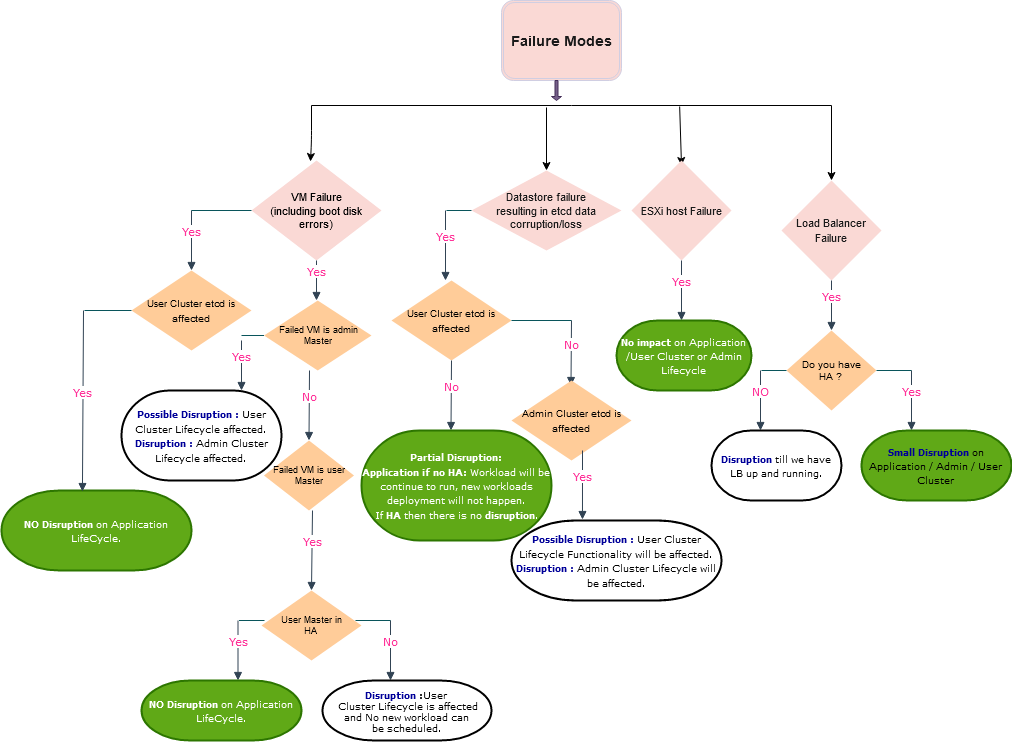 Failure Modes
VM Failure
(including boot disk
errors)
Datastore failure
resulting in etcd data
corruption/loss
ESXi host Failure
Load Balancer
Failure
Yes
Yes
Yes
Yes
Yes
User Cluster etcd is
affected
Failed VM is admin
Master
User Cluster etcd is
affected
No impact on Application
/User Cluster or Admin
Lifecycle
Do you have
HA ?
Yes
Yes
No
No
No
NO
Yes
Possible Disruption : User
Cluster Lifecycle affected.
Disruption : Admin Cluster
Lifecycle affected.
Admin Cluster etcd is
affected
Failed VM is user
Master
Partial Disruption:
Application if no HA: Workload will be
continue to run, new workloads
deployment will not happen.
If HA then there is no disruption.
Disruption till we have
LB up and running.
Small Disruption on
Application / Admin / User
Cluster
Yes
NO Disruption on Application
LifeCycle.
Yes
Possible Disruption : User Cluster
Lifecycle Functionality will be affected.
Disruption : Admin Cluster Lifecycle will
be affected.
User Master in
HA
Yes
No
NO Disruption on Application
LifeCycle.
Disruption :User
Cluster Lifecycle is affected
and No new workload can
be scheduled.